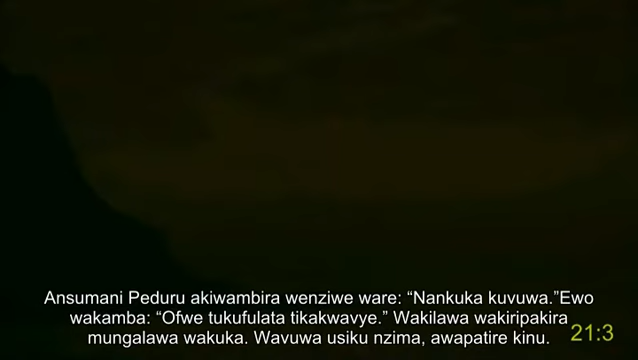 Ansumani Peduru akiwambira wenziwe ware: “Nankuka kuvuwa.”Ewo
wakamba: “Ofwe tukufulata tikakwavye.” Wakilawa wakiripakira
mungalawa wakuka. Wavuwa usiku nzima, awapatire kinu.
21:3